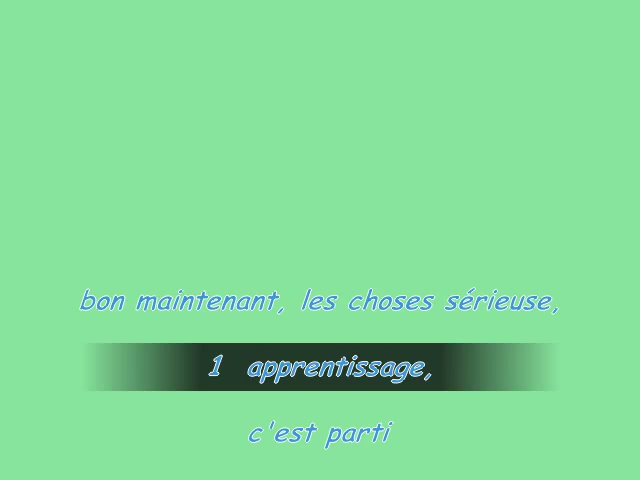 bon maintenant, les choses sérieuse,
1 apprentissage,
c'est parti